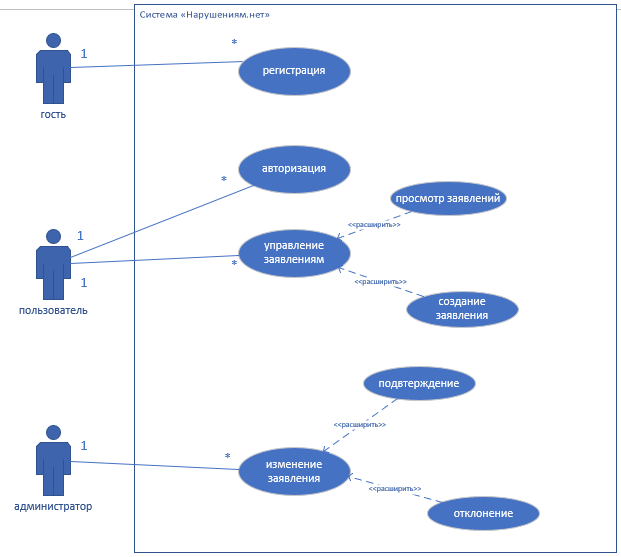 Система «Нарушениям.нет»
1
*
регистрация
гость
авторизация
*
просмотр заявлений
<<расширить>>
1
управление
заявлениям
*
1
<<расширить>>
пользователь
создание
заявления
подвтерждение
<<расширить>>
1
*
изменение
заявления
<<расширить>>
администратор
отклонение